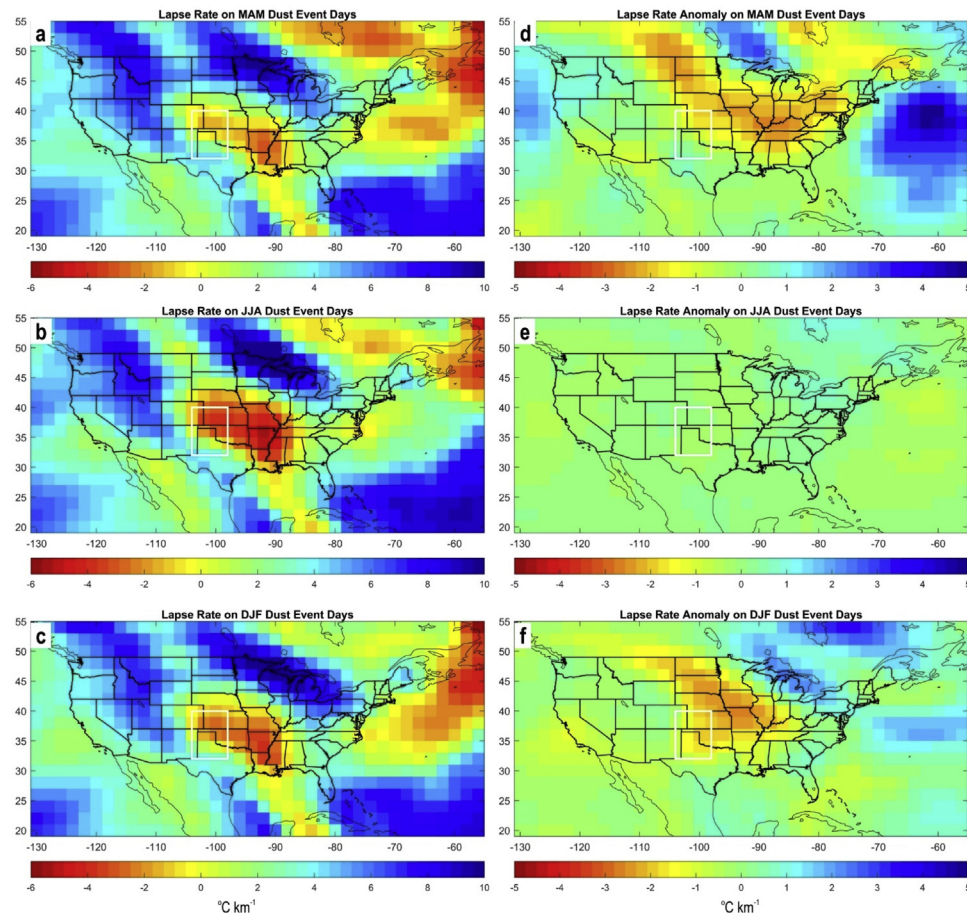 Lapse Rate on MAM Dust Event Days
a
55
50
45
40
35
30
25
20
-130 -120 -110 -100 -90 -80 -70 -60
-6 -4 -2 0 2 4 6 8 10
Lapse Rate Anomaly on MAM Dust Event Days
d
55
50
45
40
35
30
25
20
-130 -120 -110 -100 -90 -80 -70 -60
-5 -4 -3 -2 -1 0 1 2 3 4 5
Lapse Rate on JJA Dust Event Days
b
55
50
45
40
35
30
25
20
-130 -120 -110 -100 -90 -80 -70 -60
-6 -4 -2 0 2 4 6 8 10
Lapse Rate Anomaly on JJA Dust Event Days
e
55
50
45
40
35
30
25
20
-130 -120 -110 -100 -90 -80 -70 -60
-5 -4 -3 -2 -1 0 1 2 3 4 5
Lapse Rate on DJF Dust Event Days
c
55
50
45
40
35
30
25
20
-130 -120 -110 -100 -90 -80 -70 -60
-6 -4 -2 0 2 4 6 8 10
°C km⁻¹
Lapse Rate Anomaly on DJF Dust Event Days
f
55
50
45
40
35
30
25
20
-130 -120 -110 -100 -90 -80 -70 -60
-5 -4 -3 -2 -1 0 1 2 3 4 5
°C km⁻¹